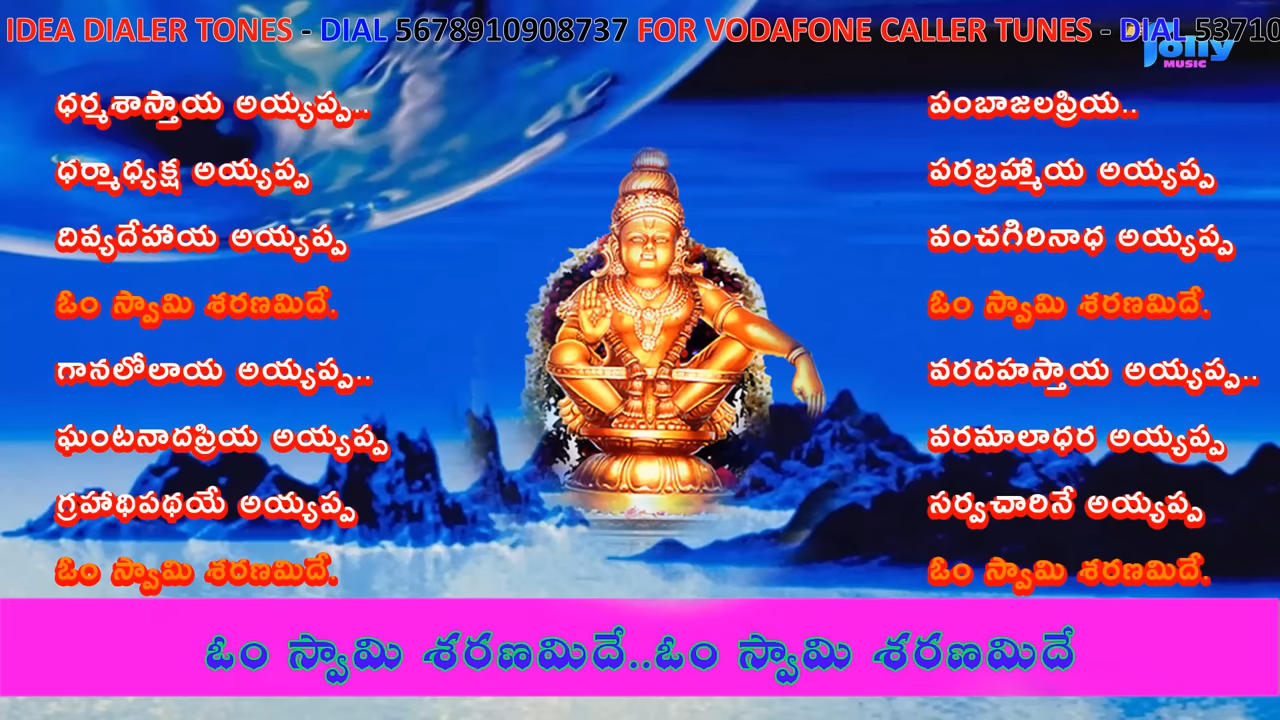 IDEA DIALER TONES - DIAL 5678910908737 FOR VODAFONE CALLER TUNES - DIAL 53710
Jolly
MUSIC
ధర్మశాస్తాయ అయ్యప్ప..
ధర్మాధ్యక్ష అయ్యప్ప
దివ్యదేహాయ అయ్యప్ప
ఓం స్వామి శరణమిదే.
గానలోలాయ అయ్యప్ప..
ఘంటనాదప్రియ అయ్యప్ప
గ్రహాథిపథయే అయ్యప్ప
ఓం స్వామి శరణమిదే.
పంబాజలప్రియ..
పరబ్రహ్మాయ అయ్యప్ప
వంచగిరినాధ అయ్యప్ప
ఓం స్వామి శరణమిదే.
వరదహస్తాయ అయ్యప్ప..
వరమాలాధర అయ్యప్ప
సర్వచారినే అయ్యప్ప
ఓం స్వామి శరణమిదే.
ఓం స్వామి శరణమిదే..ఓం స్వామి శరణమిదే